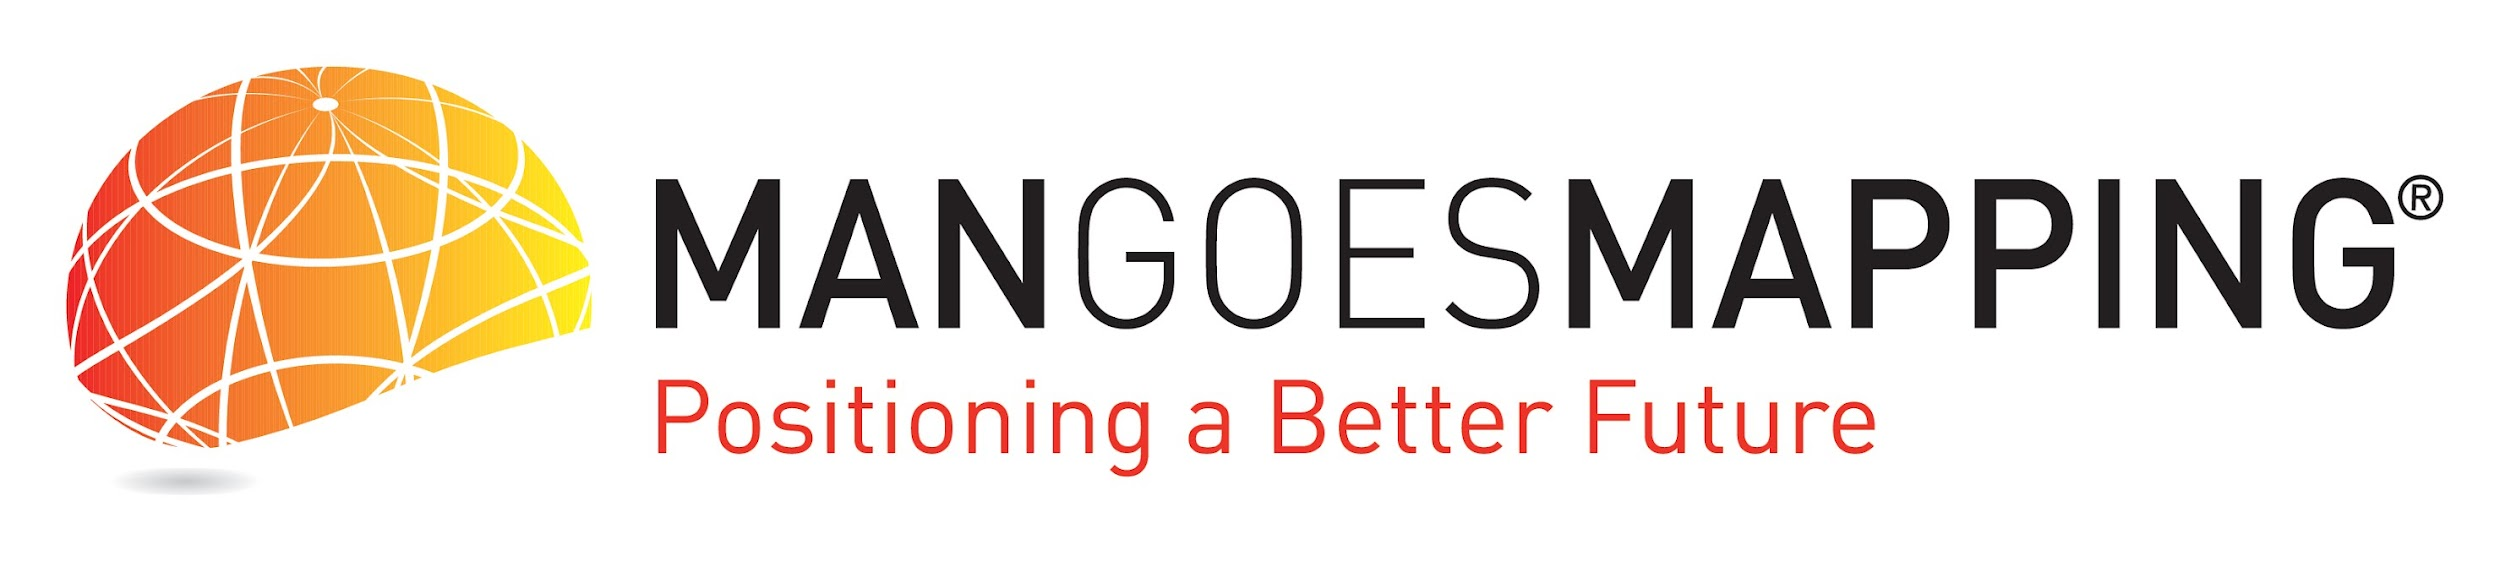 MANGOESMAPPING®
Positioning a Better Future